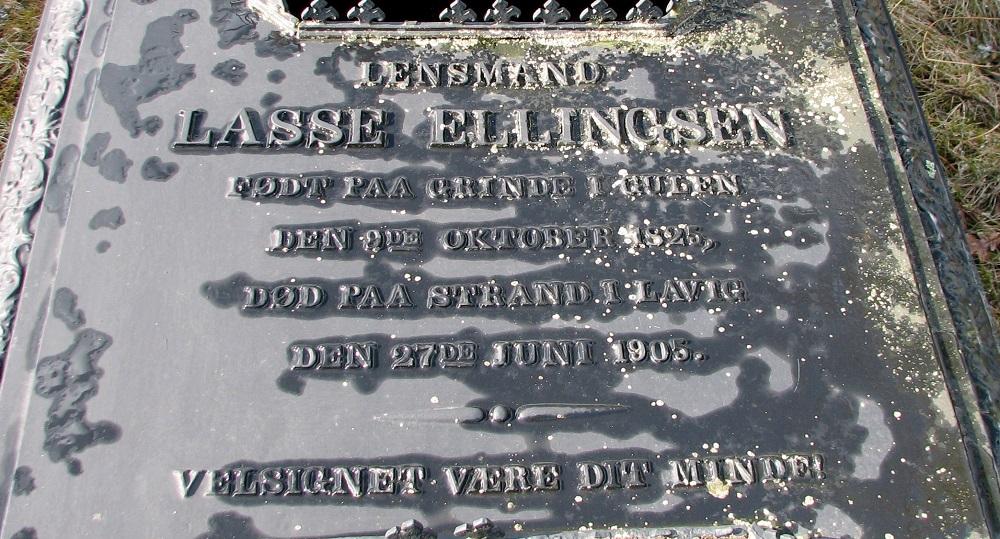 LENSMAND
LASSE ELLINGSEN
FØDT PAA GRINDE I GULEN
DEN 9DE OKTOBER 1825,
DØD PAA STRAND I LAVIG
DEN 27DE JUNI 1905.
VELSIGNET VÆRE DIT MINDE!